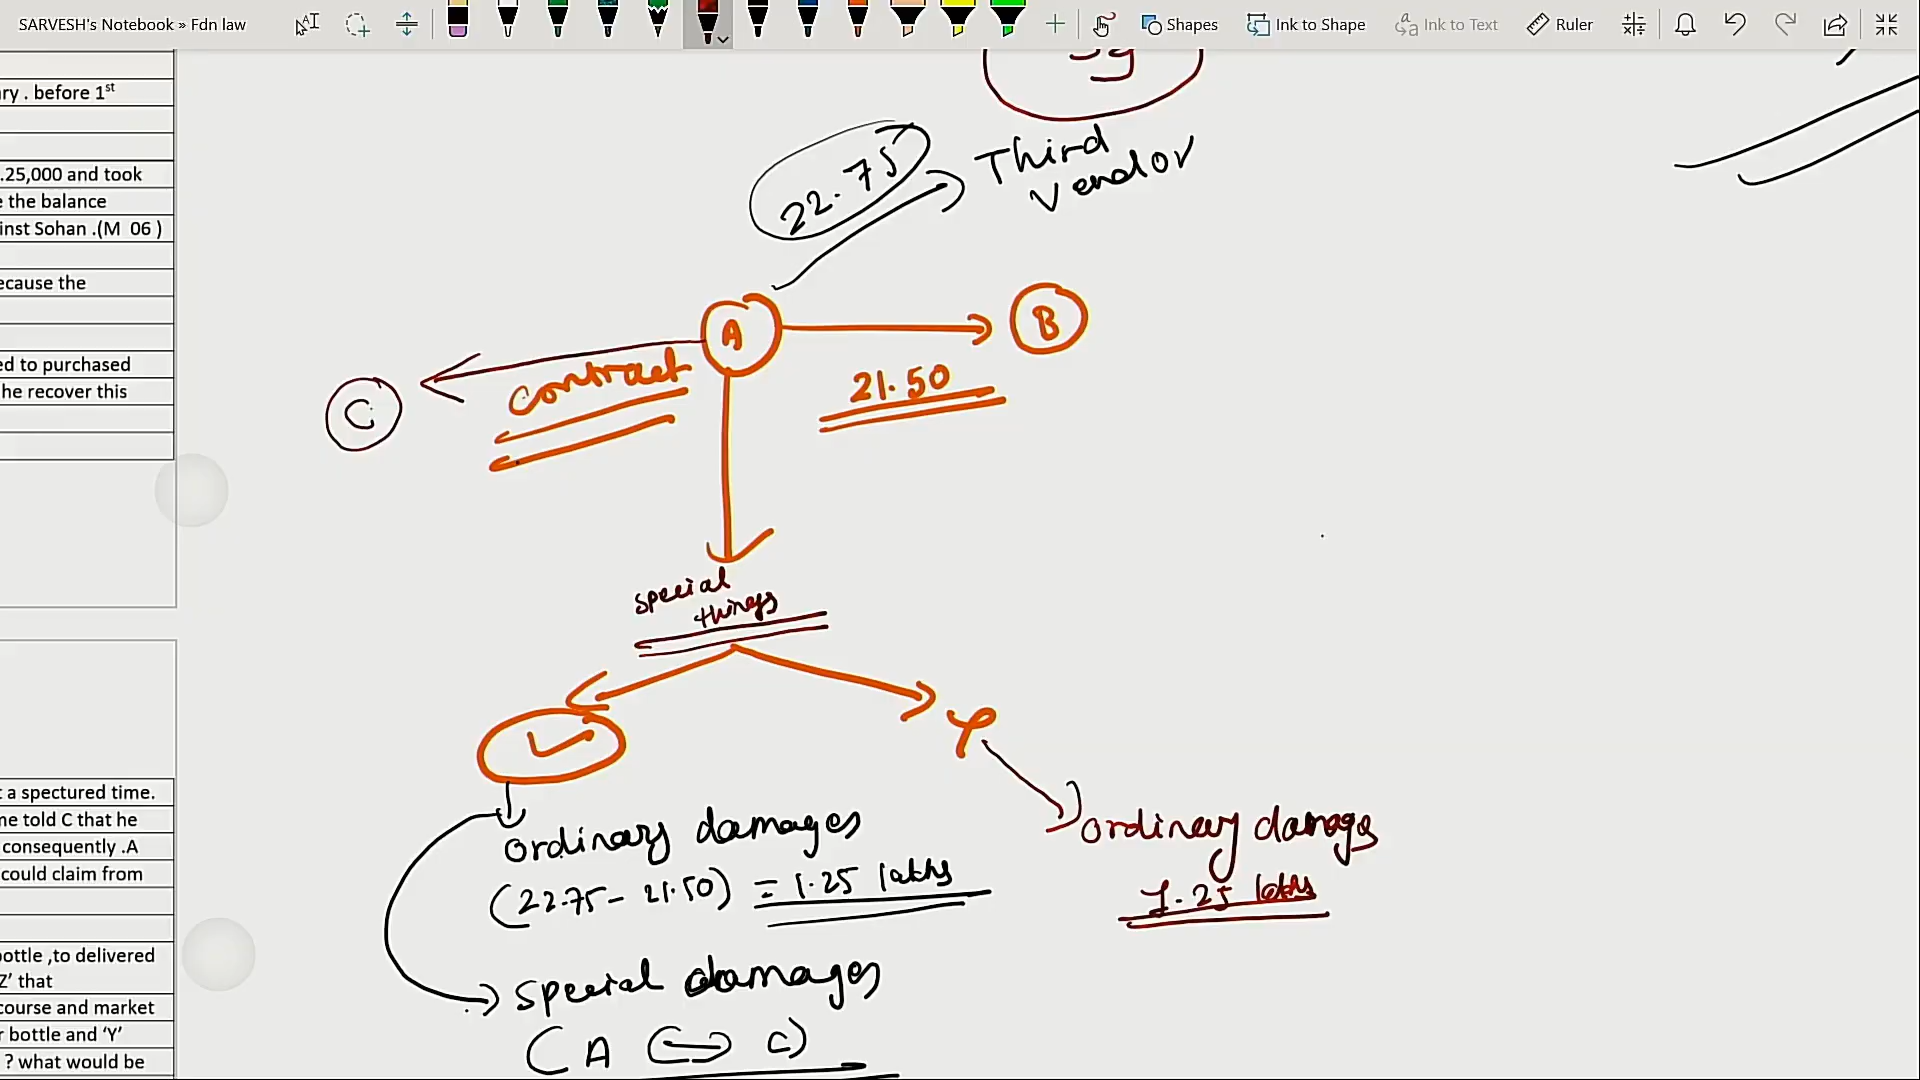 SARVESH's Notebook » Fdn law
Shapes
Ink to Shape
Ink to Text
Ruler
ry . before 1st
.25,000 and took
e the balance
inst Sohan .(M 06 )
ecause the
ed to purchased
he recover this
t a spectured time.
me told C that he
consequently .A
could claim from
bottle ,to delivered
Z' that
course and market
r bottle and 'Y'
? what would be
22.75
Third
Vendor
A
B
C
contract
21.50
special
things
ordinary damages
(22.75- 21.50) = 1.25 lakhs
special damages
( A C)
ordinary damages
1.25 lakhs